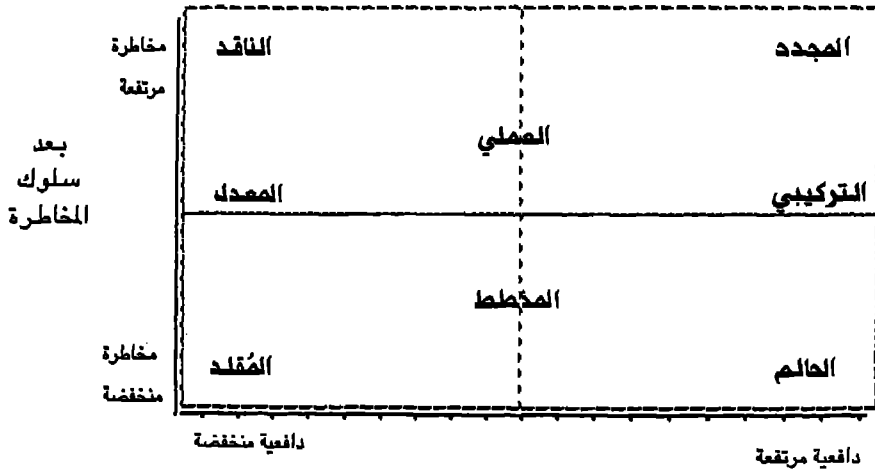 المجدد
الناقد
مخاطرة
مرتفعة
العملي
بعد
سلوك
المخاطرة
التركيبي
المعدل
المخطط
الحالم
المُقلد
مخاطرة
منخفضة
دافعية مرتفعة
دافعية منخفضة